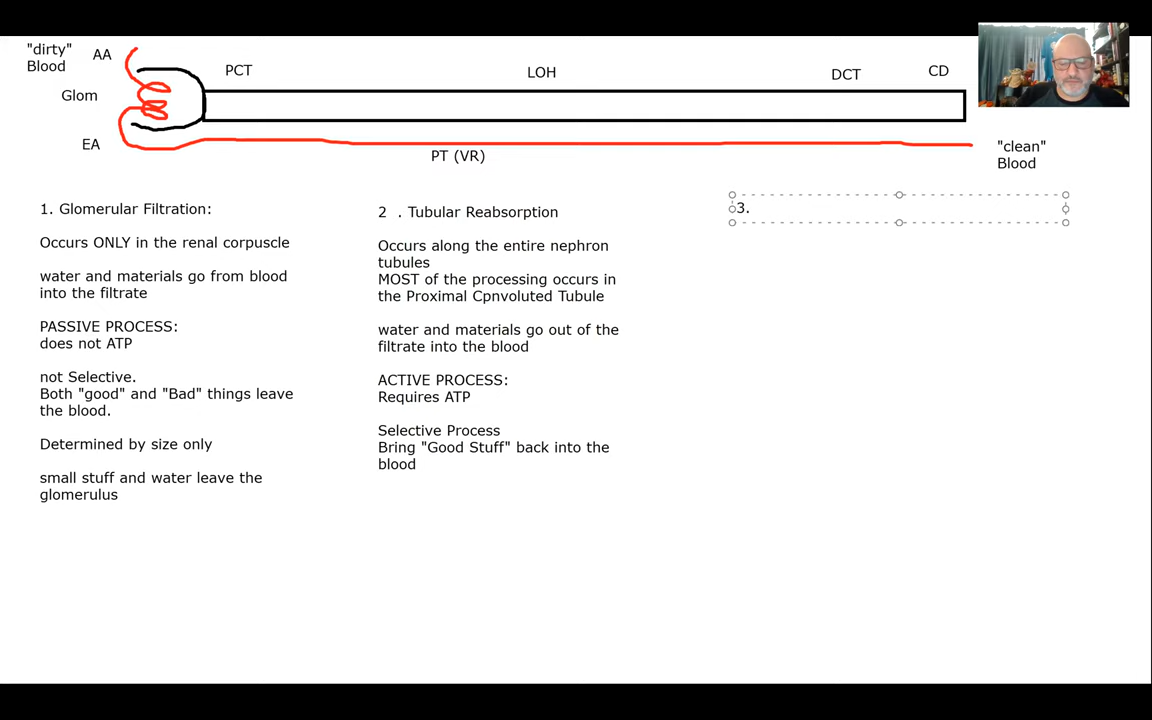 "dirty"
Blood
AA
Glom
EA
PCT
LOH
DCT
CD
PT (VR)
"clean"
Blood
1. Glomerular Filtration:
Occurs ONLY in the renal corpuscle
water and materials go from blood
into the filtrate
PASSIVE PROCESS:
does not ATP
not Selective.
Both "good" and "Bad" things leave
the blood.
Determined by size only
small stuff and water leave the
glomerulus
2  . Tubular Reabsorption
Occurs along the entire nephron
tubules
MOST of the processing occurs in
the Proximal Cpnvoluted Tubule
water and materials go out of the
filtrate into the blood
ACTIVE PROCESS:
Requires ATP
Selective Process
Bring "Good Stuff" back into the
blood
3.